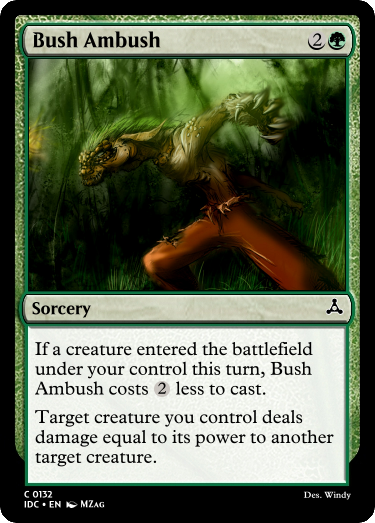 Bush Ambush 2
Sorcery
If a creature entered the battlefield
under your control this turn, Bush
Ambush costs 2 less to cast.
Target creature you control deals
damage equal to its power to another
target creature.
C 0132
IDC • EN MZAG
Des. Windy